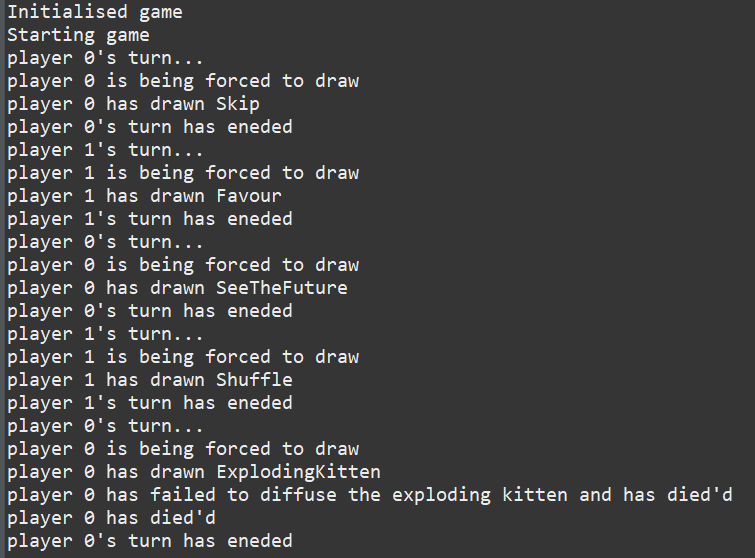 Initialised game
Starting game
player 0's turn...
player 0 is being forced to draw
player 0 has drawn Skip
player 0's turn has eneded
player 1's turn...
player 1 is being forced to draw
player 1 has drawn Favour
player 1's turn has eneded
player 0's turn...
player 0 is being forced to draw
player 0 has drawn SeeTheFuture
player 0's turn has eneded
player 1's turn...
player 1 is being forced to draw
player 1 has drawn Shuffle
player 1's turn has eneded
player 0's turn...
player 0 is being forced to draw
player 0 has drawn ExplodingKitten
player 0 has failed to diffuse the exploding kitten and has died'd
player 0 has died'd
player 0's turn has eneded